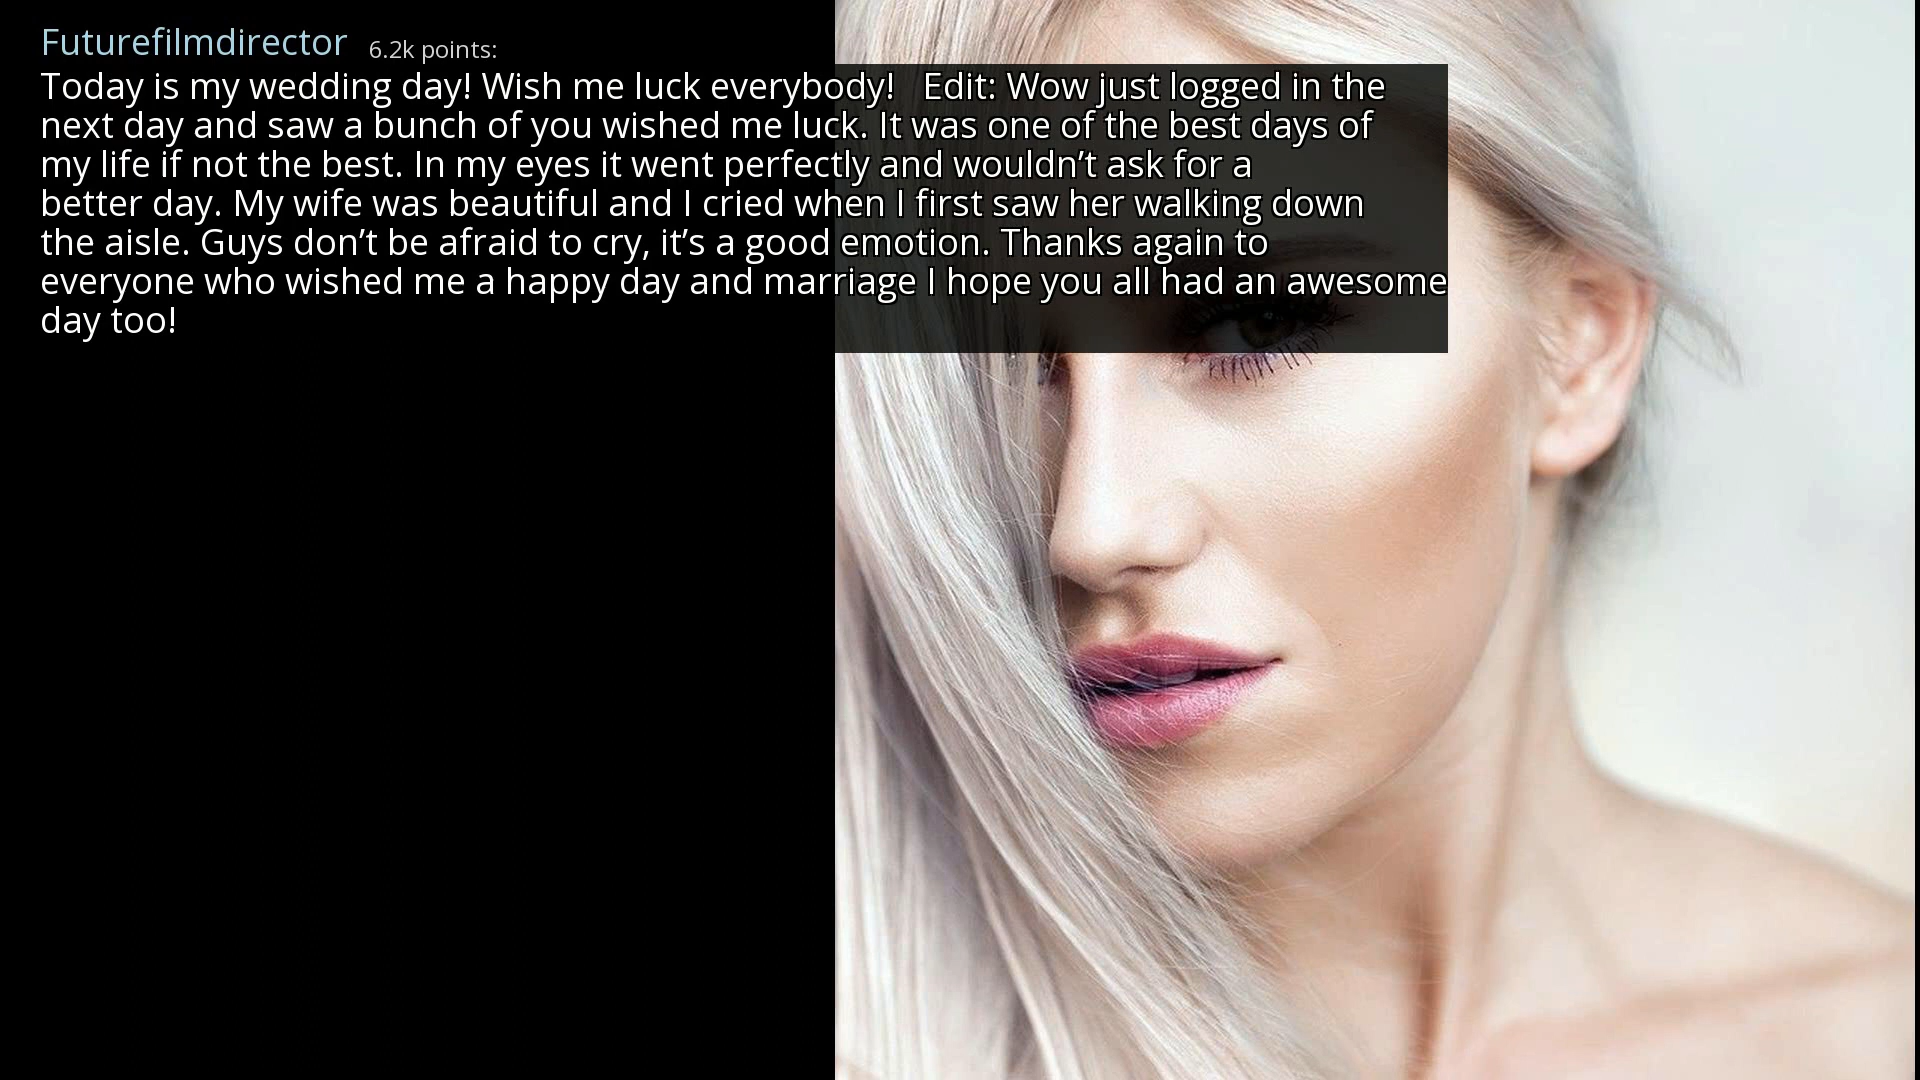 Futurefilmdirector 6.2k points:
Today is my wedding day! Wish me luck everybody!   Edit: Wow just logged in the
next day and saw a bunch of you wished me luck. It was one of the best days of
my life if not the best. In my eyes it went perfectly and wouldn’t ask for a
better day. My wife was beautiful and I cried when I first saw her walking down
the aisle. Guys don’t be afraid to cry, it’s a good emotion. Thanks again to
everyone who wished me a happy day and marriage I hope you all had an awesome
day too!